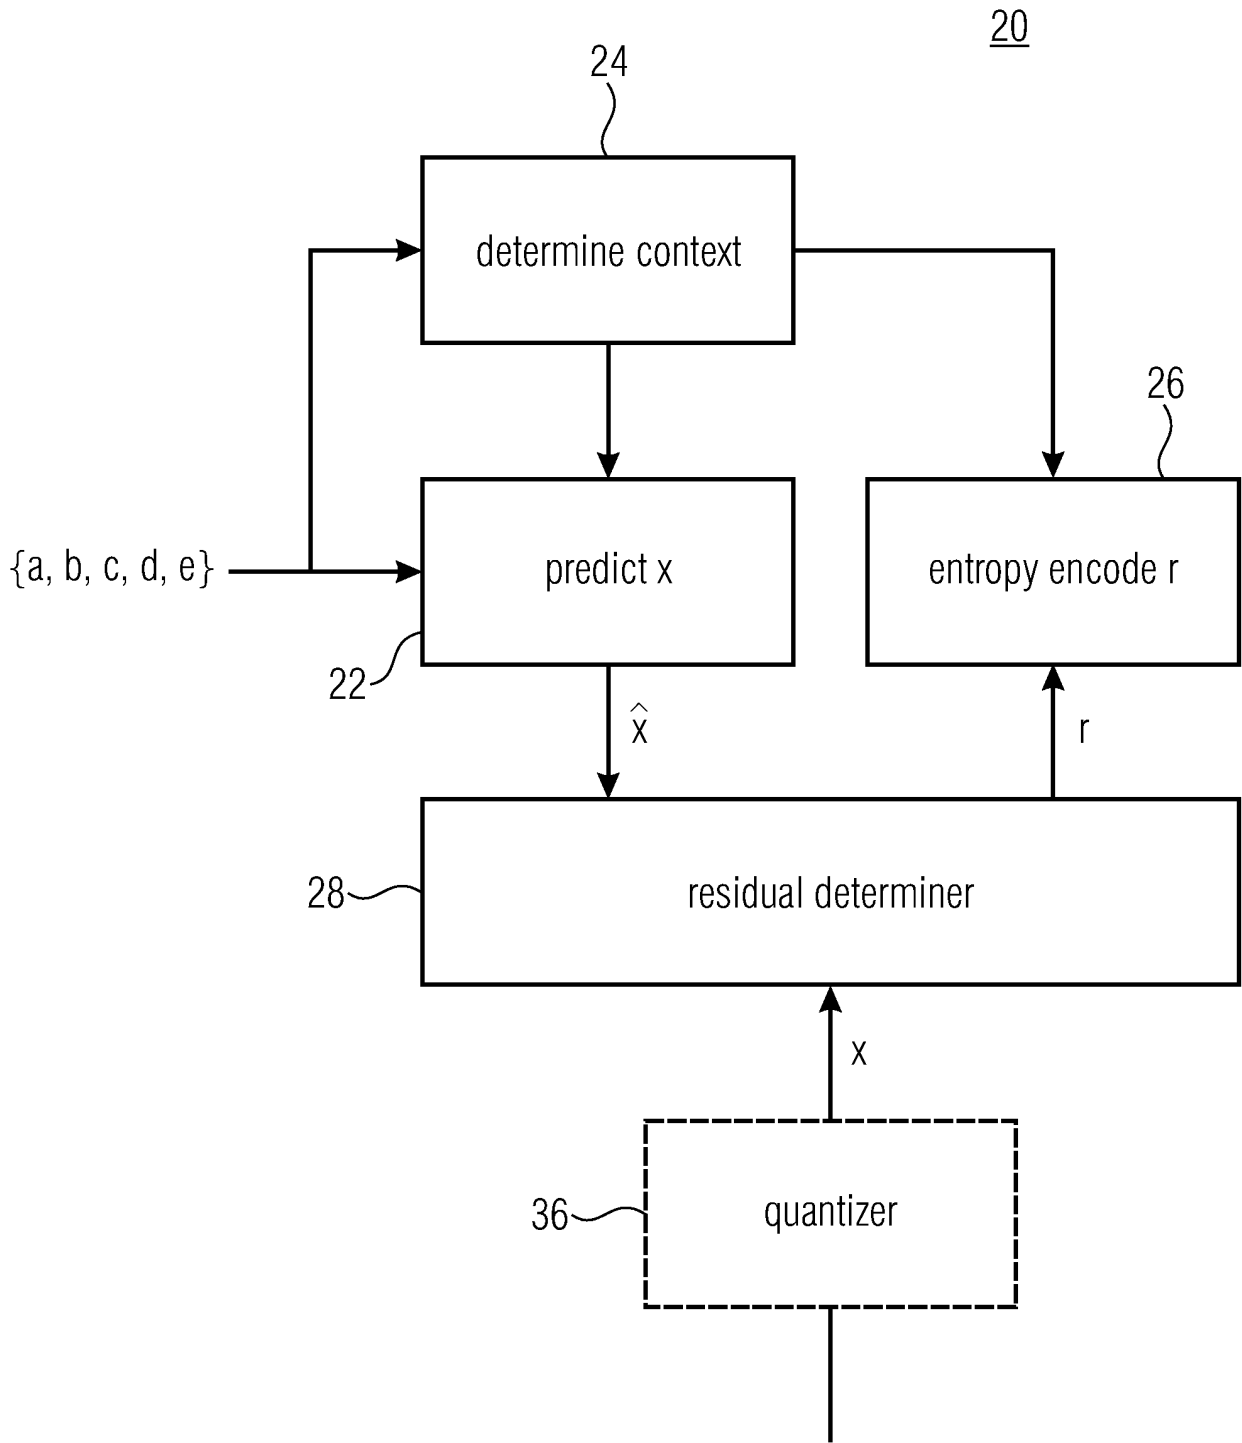 20
24
determine context
26
{a, b, c, d, e}
predict x
entropy encode r
22
x̂
r
28
residual determiner
x
36
quantizer